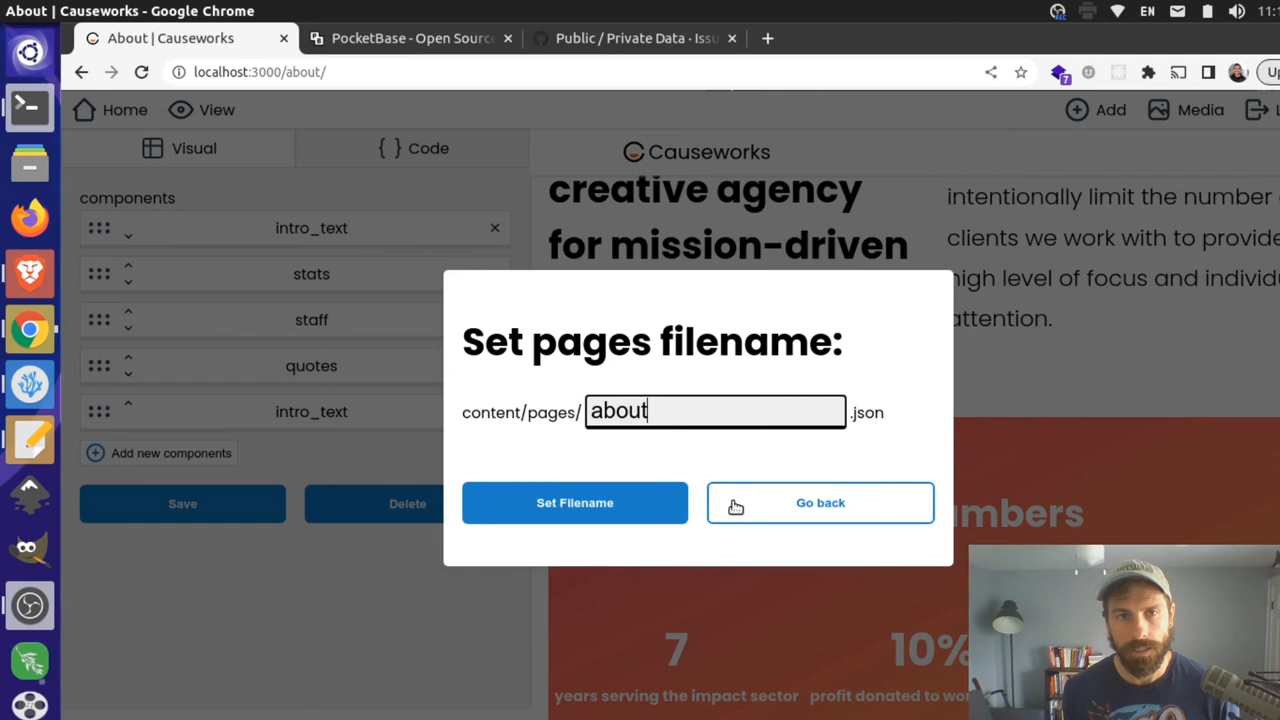 About | Causeworks - Google Chrome
EN
About | Causeworks
PocketBase - Open Sourc
Public / Private Data · Issu
localhost:3000/about/
7
Home
View
Add
Media
Visual
{ } Code
Causeworks
components
intro_text
stats
staff
quotes
intro_text
Add new components
Save
Delete
creative agency
for mission-driven
intentionally limit the number
clients we work with to provide
high level of focus and individ
attention.
Set pages filename:
content/pages/ about .json
Set Filename
Go back
umbers
7
10%
years serving the impact sector
profit donated to wo